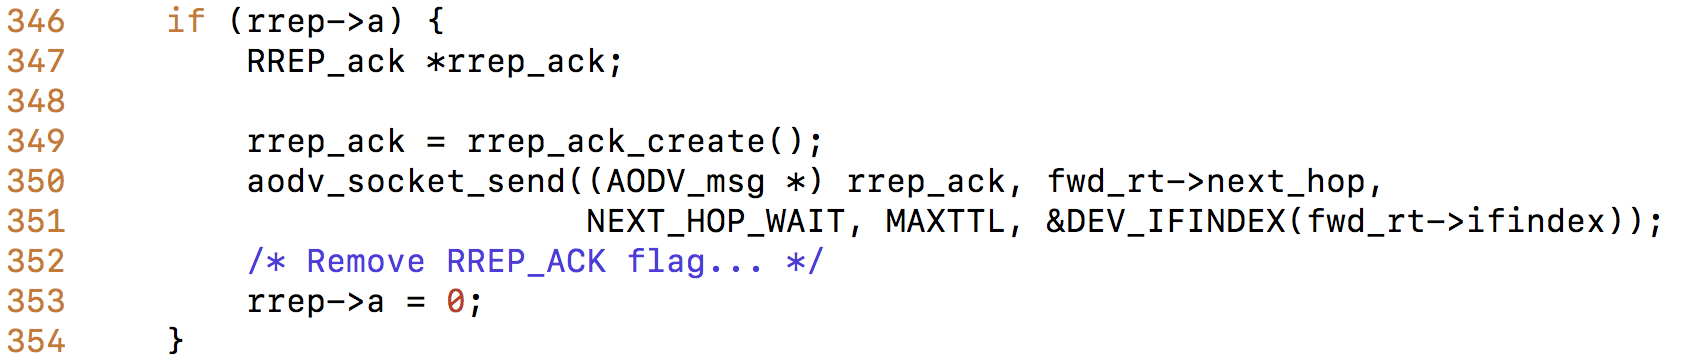 346     if (rrep->a) {
347         RREP_ack *rrep_ack;
348
349         rrep_ack = rrep_ack_create();
350         aodv_socket_send((AODV_msg *) rrep_ack, fwd_rt->next_hop,
351                          NEXT_HOP_WAIT, MAXTTL, &DEV_IFINDEX(fwd_rt->ifindex));
352         /* Remove RREP_ACK flag... */
353         rrep->a = 0;
354     }